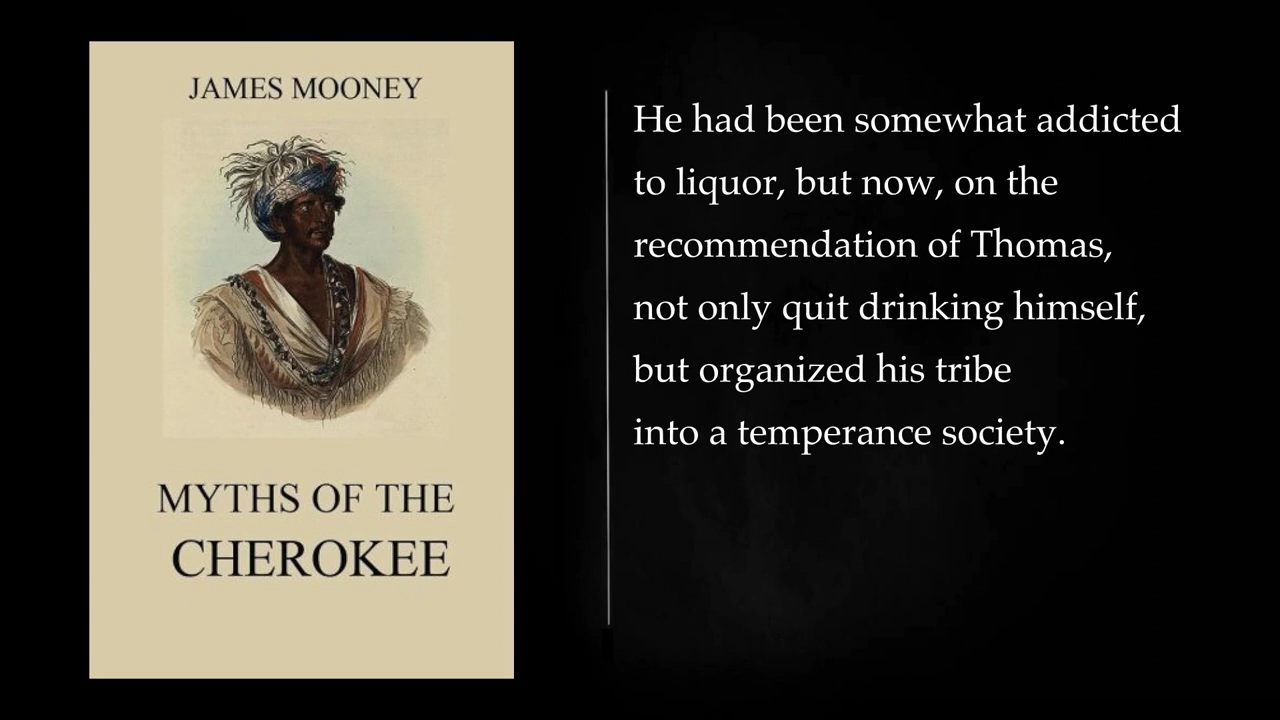 JAMES MOONEY
MYTHS OF THE
CHEROKEE
He had been somewhat addicted
to liquor, but now, on the
recommendation of Thomas,
not only quit drinking himself,
but organized his tribe
into a temperance society.